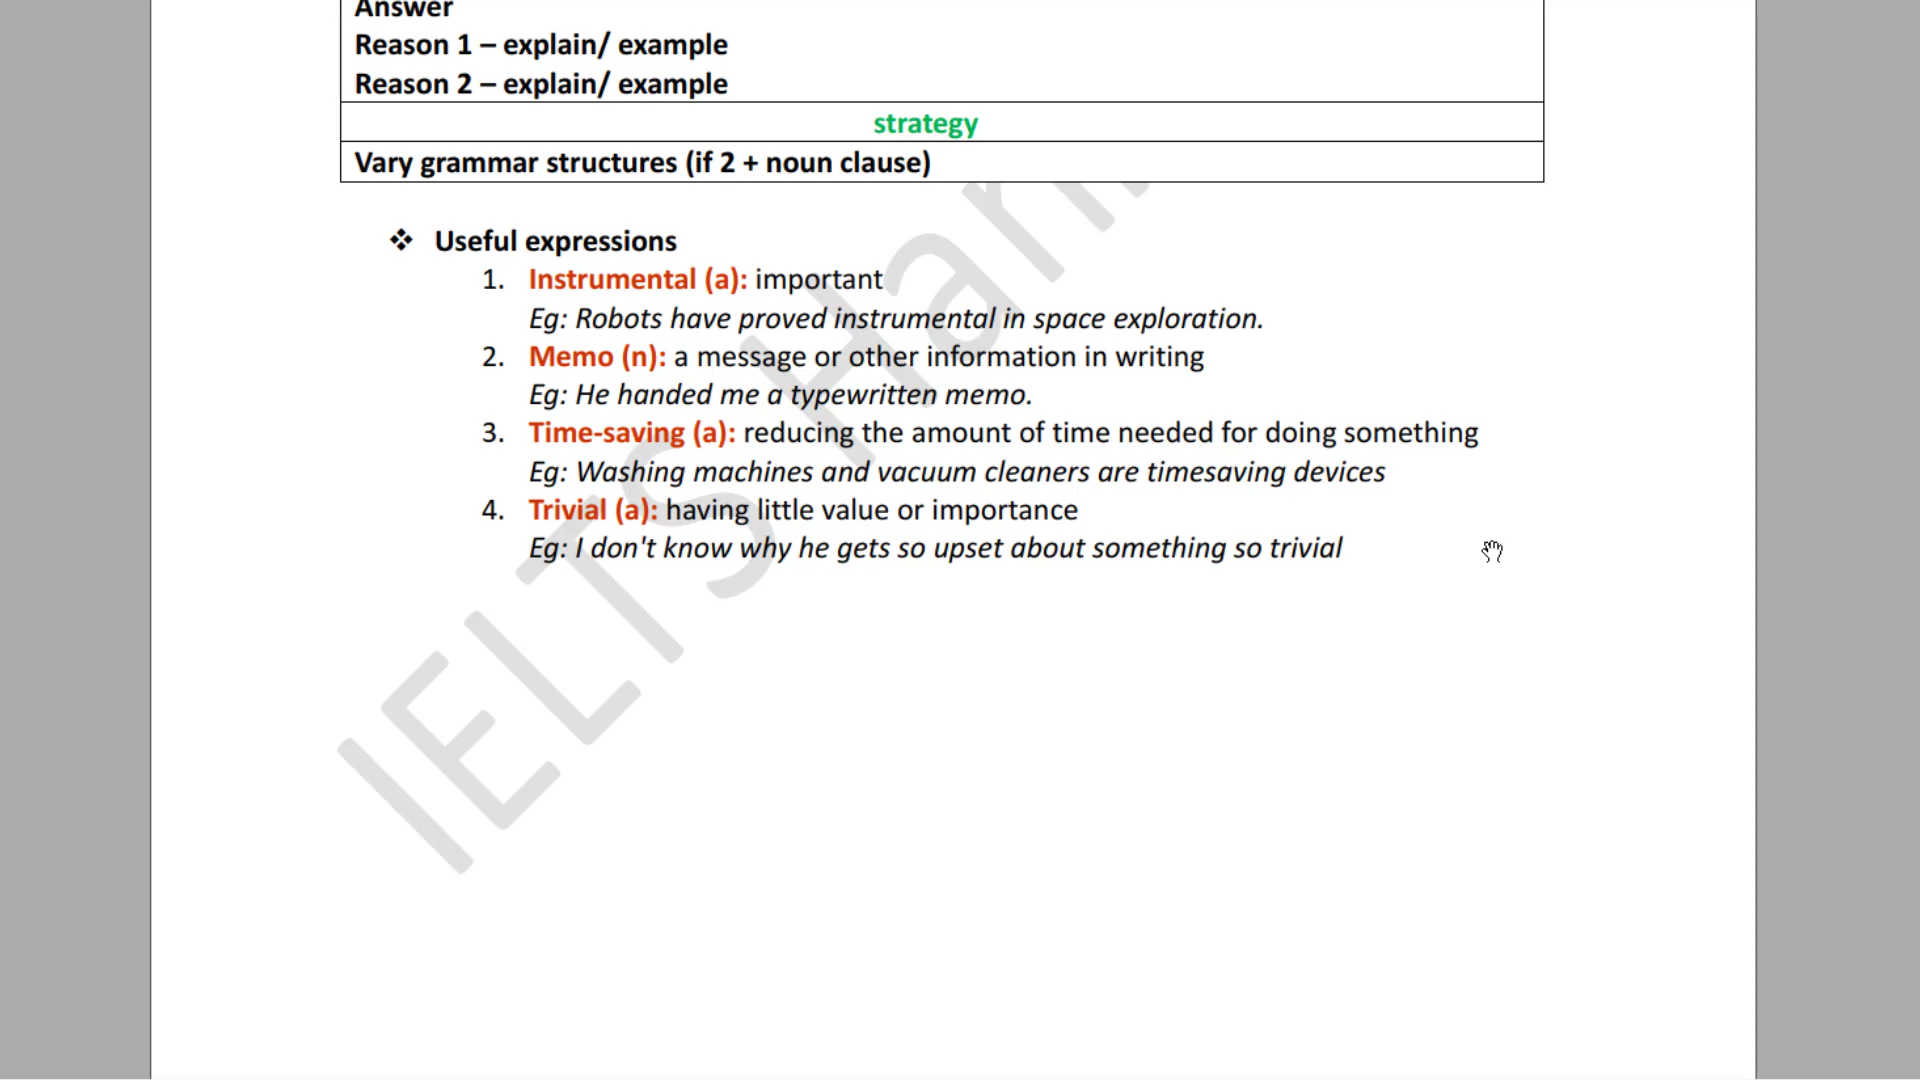 Answer
Reason 1 – explain/ example
Reason 2 – explain/ example
strategy
Vary grammar structures (if 2 + noun clause)
❖ Useful expressions
1. Instrumental (a): important
Eg: Robots have proved instrumental in space exploration.
2. Memo (n): a message or other information in writing
Eg: He handed me a typewritten memo.
3. Time-saving (a): reducing the amount of time needed for doing something
Eg: Washing machines and vacuum cleaners are timesaving devices
4. Trivial (a): having little value or importance
Eg: I don't know why he gets so upset about something so trivial
IELTS Han